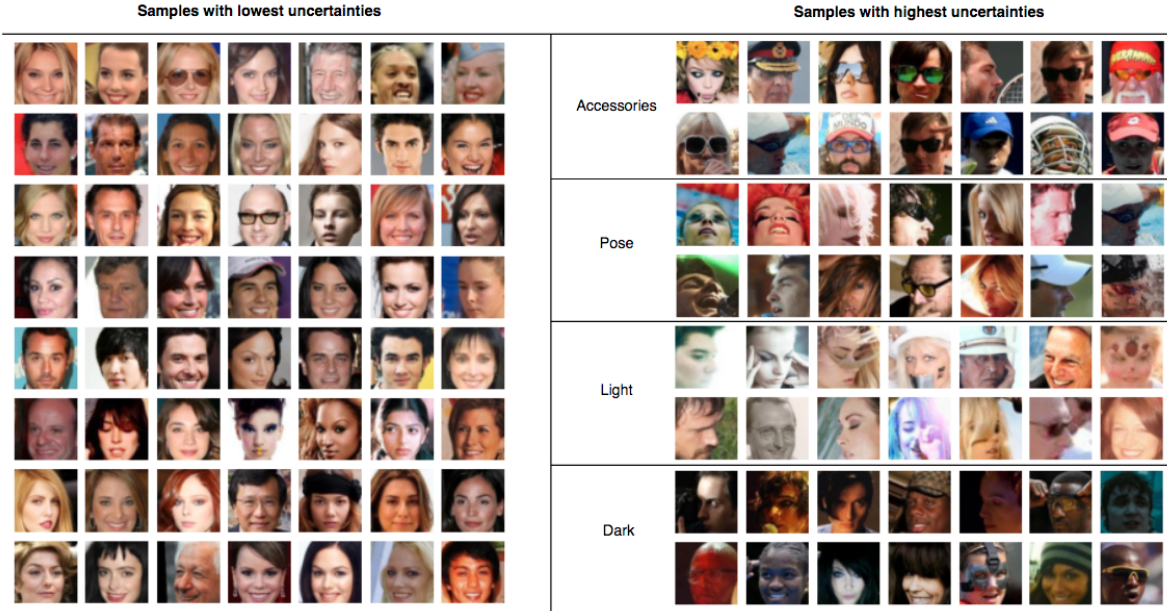 Samples with lowest uncertainties
Samples with highest uncertainties
Accessories
Pose
Light
Dark